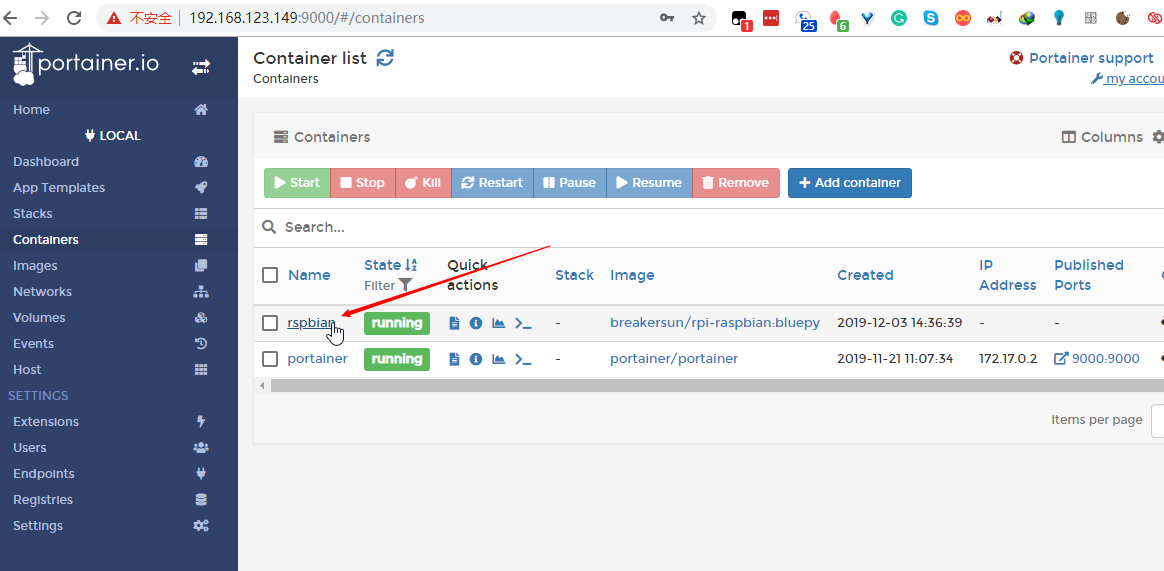 不安全 | 192.168.123.149:9000/#/containers
1 25 6
portainer.io
Home
LOCAL
Dashboard
App Templates
Stacks
Containers
Images
Networks
Volumes
Events
Host
SETTINGS
Extensions
Users
Endpoints
Registries
Settings
Container list
Containers
Portainer support
my accou
Containers
Columns
Start Stop Kill Restart Pause Resume Remove + Add container
Search...
Name State Filter Quick actions Stack Image Created IP Address Published Ports
rspbian running - breakersun/rpi-raspbian:bluepy 2019-12-03 14:36:39 - -
portainer running - portainer/portainer 2019-11-21 11:07:34 172.17.0.2 9000:9000
Items per page